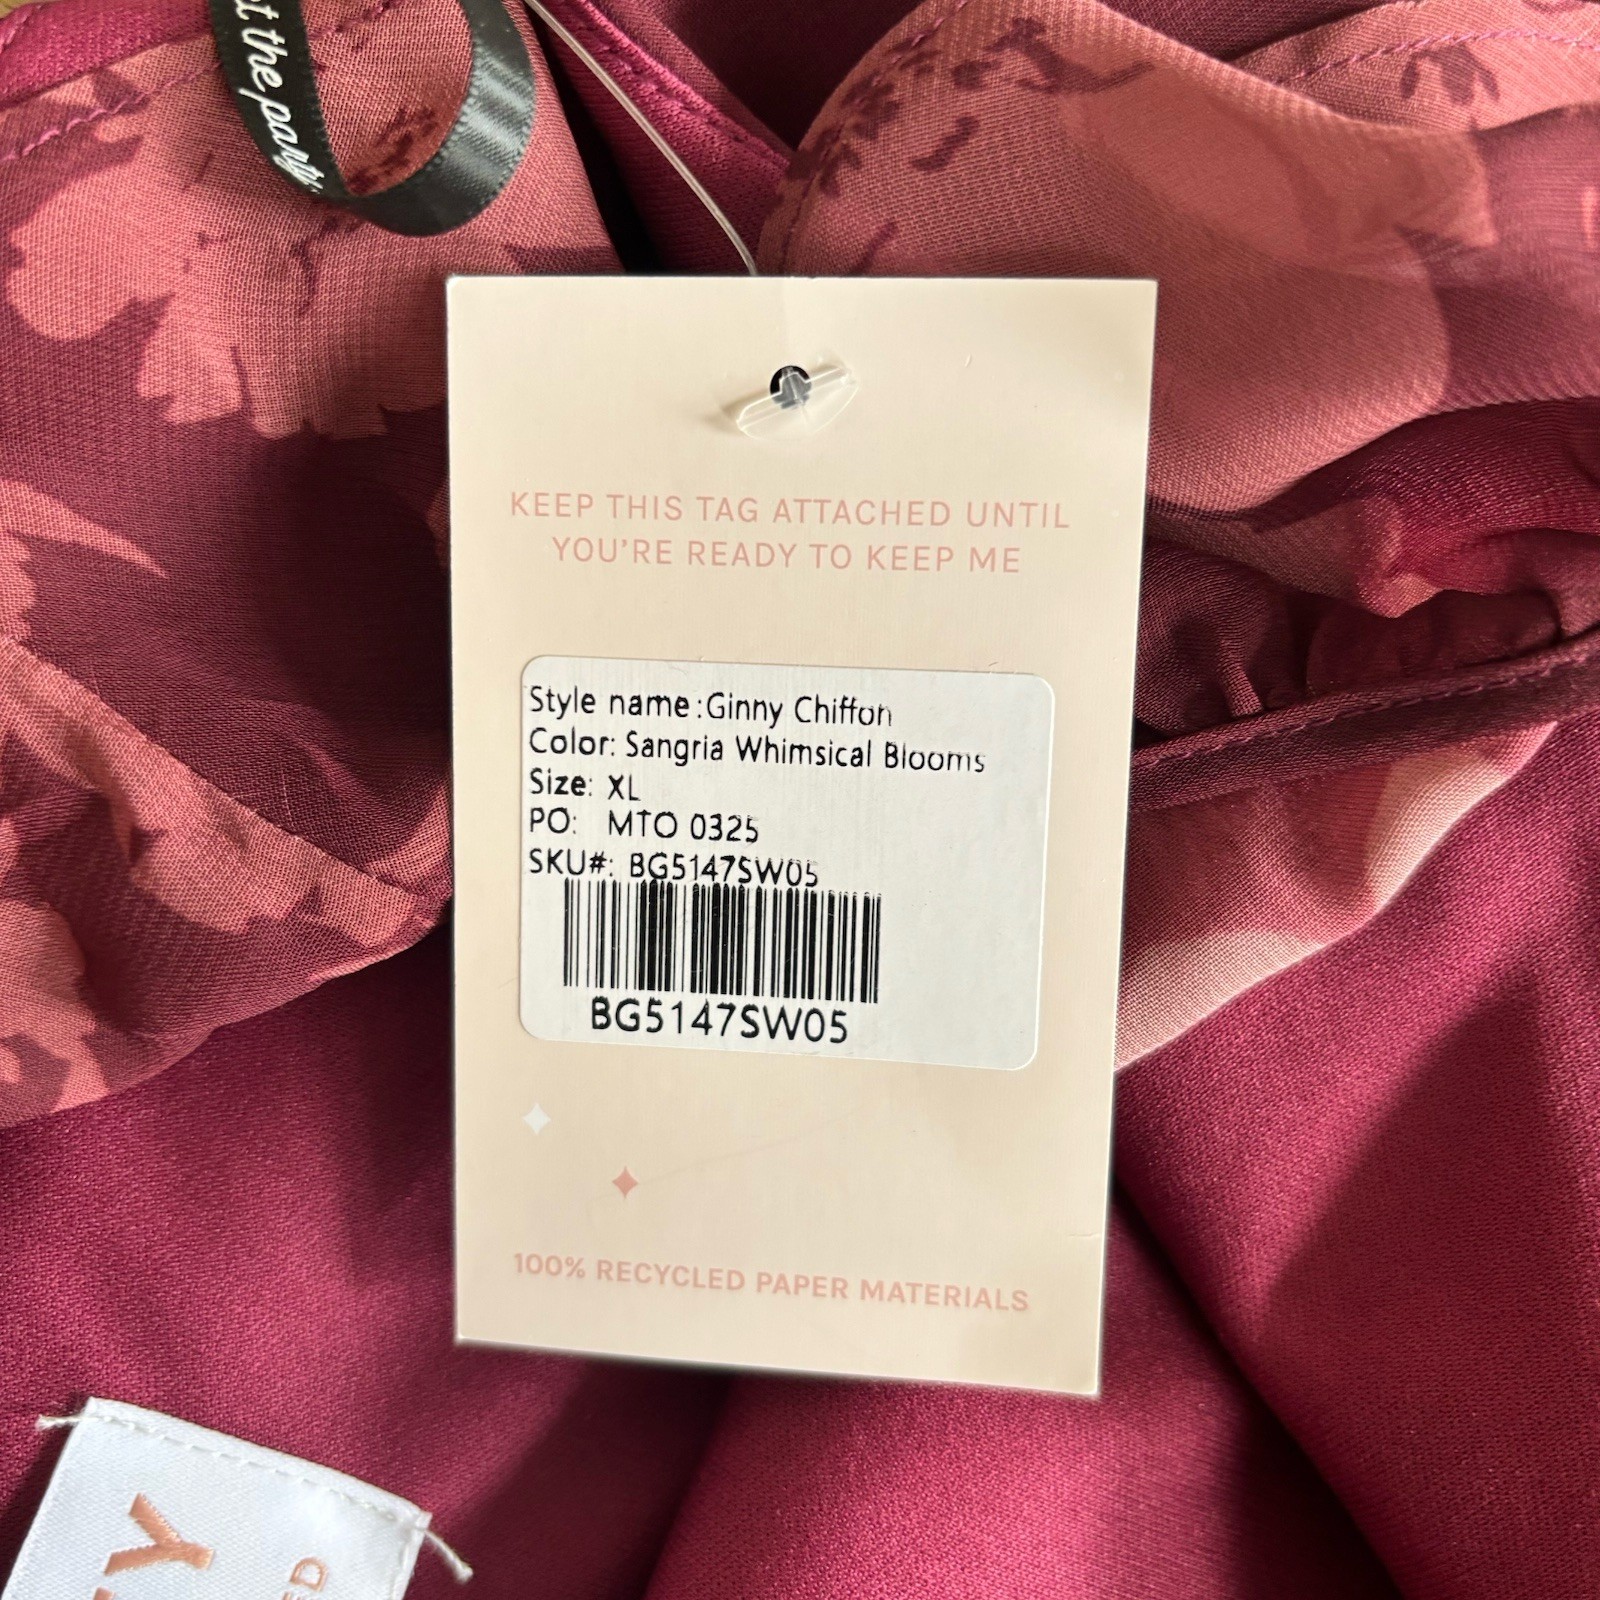 the party
KEEP THIS TAG ATTACHED UNTIL
YOU'RE READY TO KEEP ME
Style name:Ginny Chiffon
Color: Sangria Whimsical Blooms
Size: XL
PO: MTO 0325
SKU#: BG5147SW05
BG5147SW05
100% RECYCLED PAPER MATERIALS